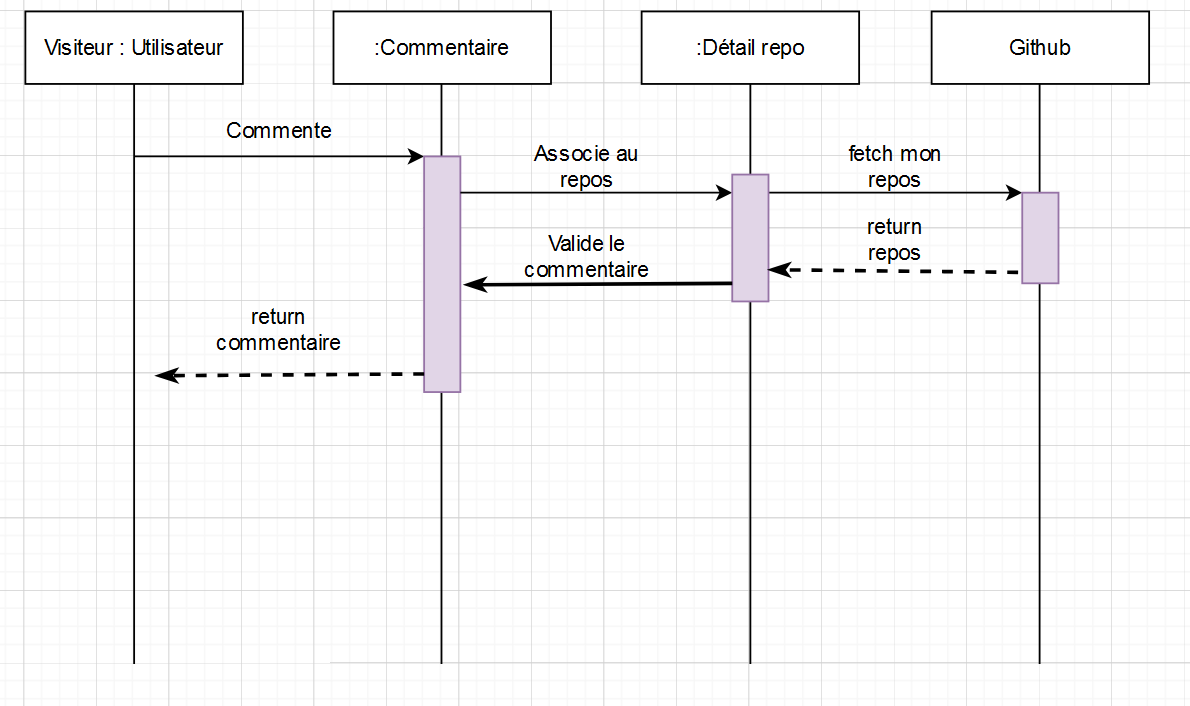 Visiteur : Utilisateur
:Commentaire
:Détail repo
Github
Commente
Associe au
repos
fetch mon
repos
return
repos
Valide le
commentaire
return
commentaire